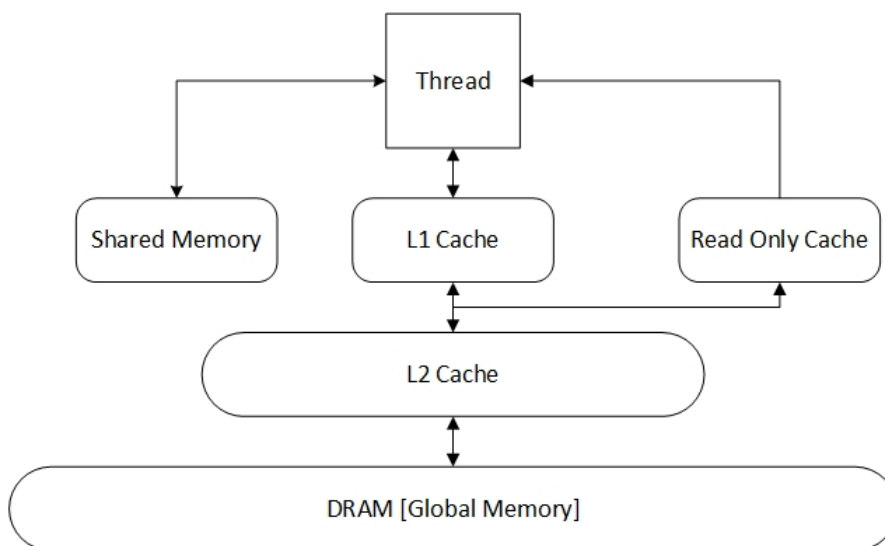 Thread
Shared Memory
L1 Cache
Read Only Cache
L2 Cache
DRAM [Global Memory]